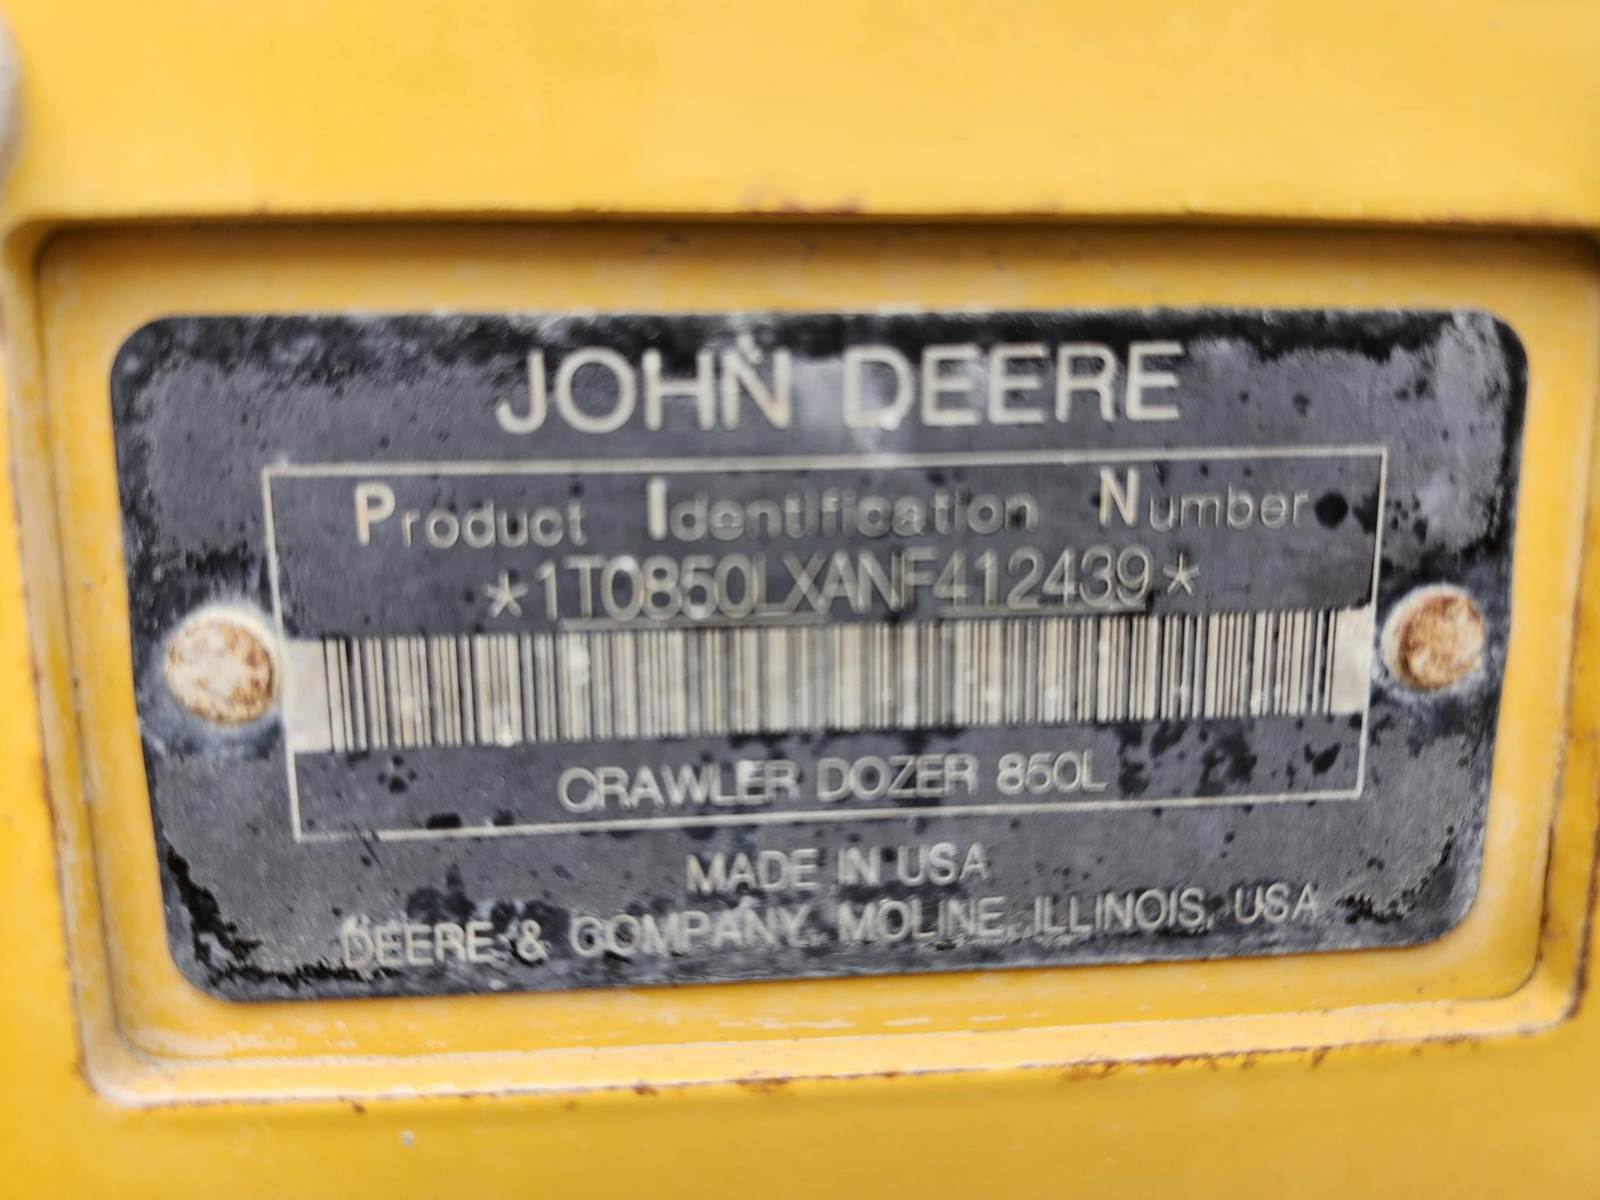 JOHN DEERE
Product Identification Number
*1T0850LXANF412439*
CRAWLER DOZER 850L
MADE IN USA
DEERE & COMPANY, MOLINE, ILLINOIS, USA